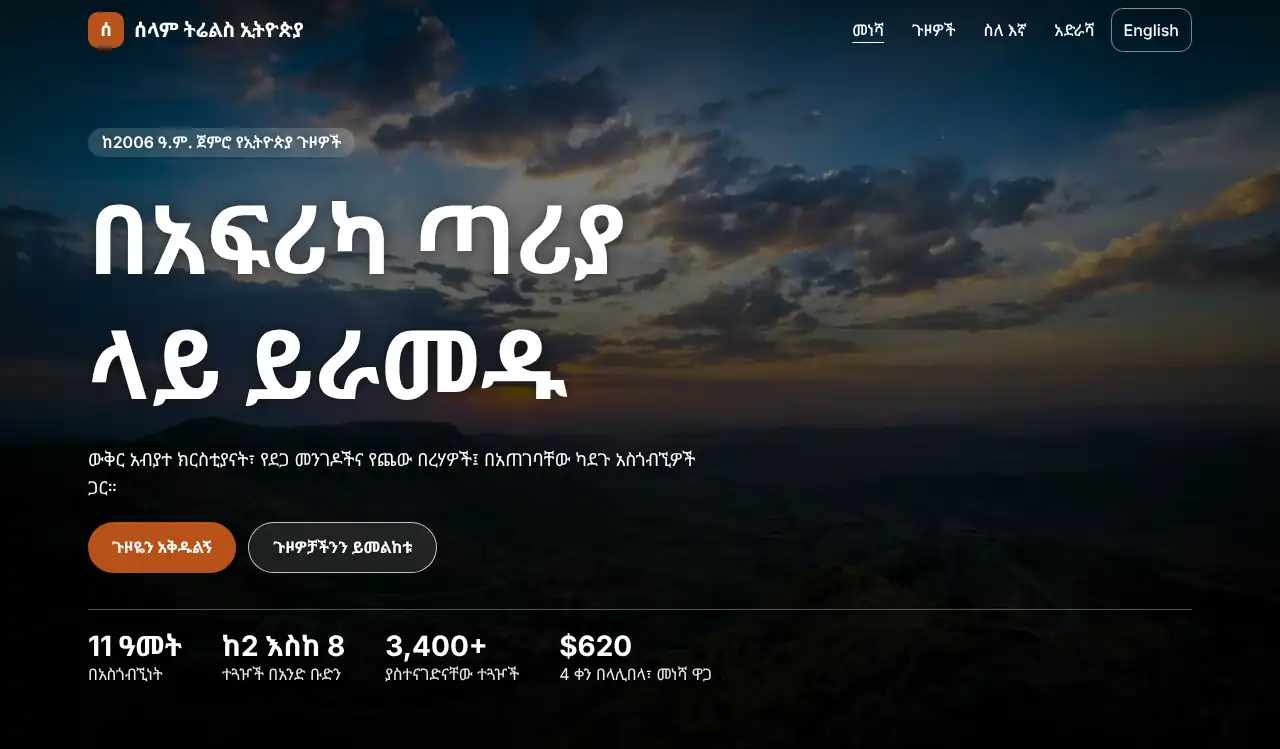 ሰ ሰላም ትሬልስ ኢትዮጵያ
መነሻ ጉዞዎች ስለ እኛ አድራሻ English
ከ2006 ዓ.ም. ጀምሮ የኢትዮጵያ ጉዞዎች
በአፍሪካ ጣሪያ
ላይ ይራመዱ
ውቅር አብያተ ክርስቲያናት፣ የደጋ መንገዶችና የጨው በረሃዎች፤ በአጠገባቸው ካደጉ አስጎብኚዎች
ጋር።
ጉዞዬን አቅዱልኝ ጉዞዎቻችንን ይመልከቱ
11 ዓመት ከ2 እስከ 8 3,400+ $620
በአስጎብኚነት ተጓዦች በአንድ ቡድን ያስተናገድናቸው ተጓዦች 4 ቀን በላሊበላ፣ መነሻ ዋጋ